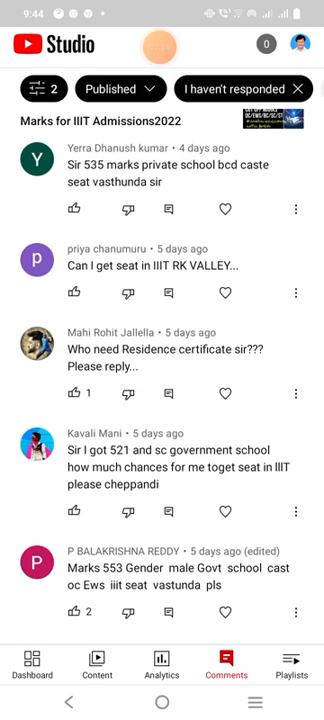 9:44
Studio
0
2
Published
I haven't responded
Marks for IIIT Admissions2022
Y
Yerra Dhanush kumar • 4 days ago
Sir 535 marks private school bcd caste
seat vasthunda sir
p
priya chanumuru • 5 days ago
Can I get seat in IIIT RK VALLEY...
Mahi Rohit Jallella • 5 days ago
Who need Residence certificate sir???
Please reply...
1
Kavali Mani • 5 days ago
Sir I got 521 and sc government school
how much chances for me toget seat in IIIT
please cheppandi
P
P BALAKRISHNA REDDY • 5 days ago (edited)
Marks 553 Gender male Govt school cast
oc Ews iiit seat vastunda pls
2
Dashboard
Content
Analytics
Comments
Playlists